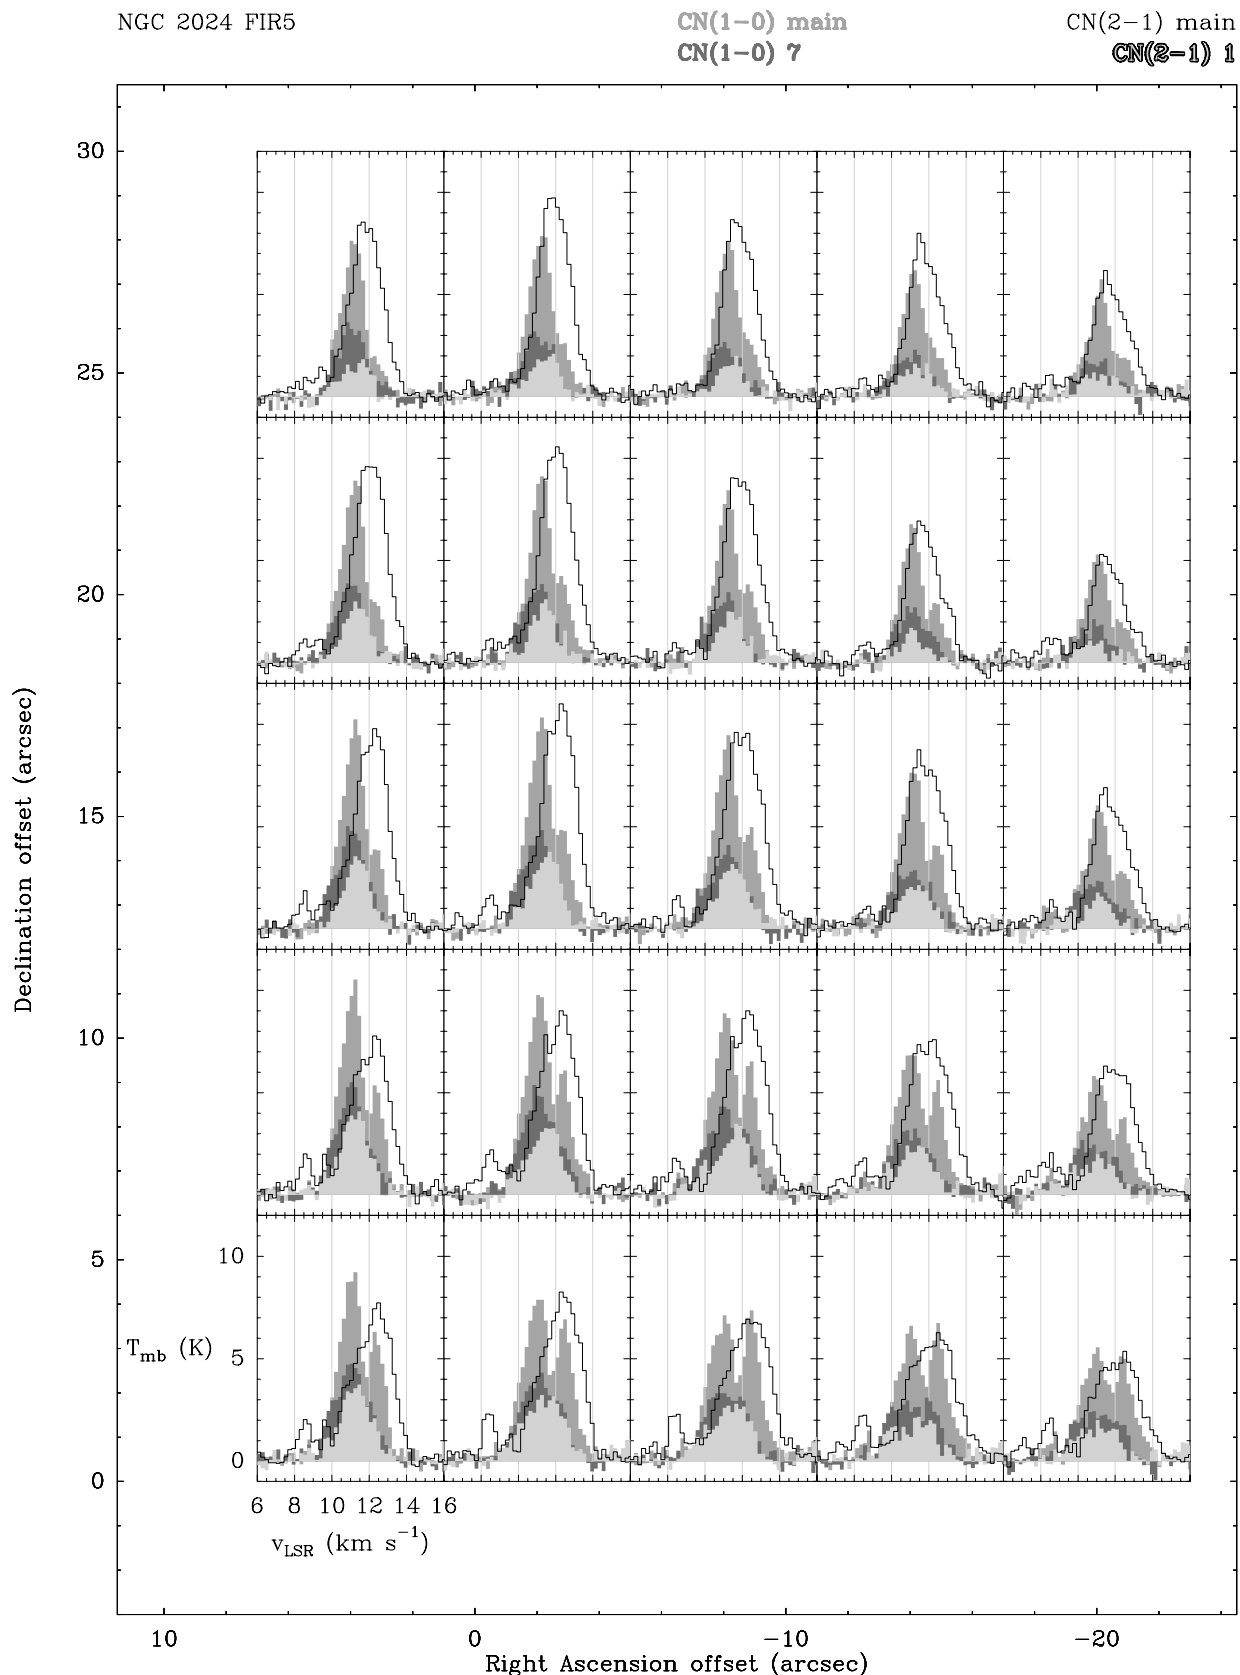 NGC 2024 FIR5 CN(1−0) main CN(2−1) main
CN(1−0) 7 CN(2−1) 1
30
25
20
15
10
5
0
Declination offset (arcsec)
10
T_mb (K) 5
0
6 8 10 12 14 16
v_LSR (km s^−1)
10 0 −10 −20
Right Ascension offset (arcsec)